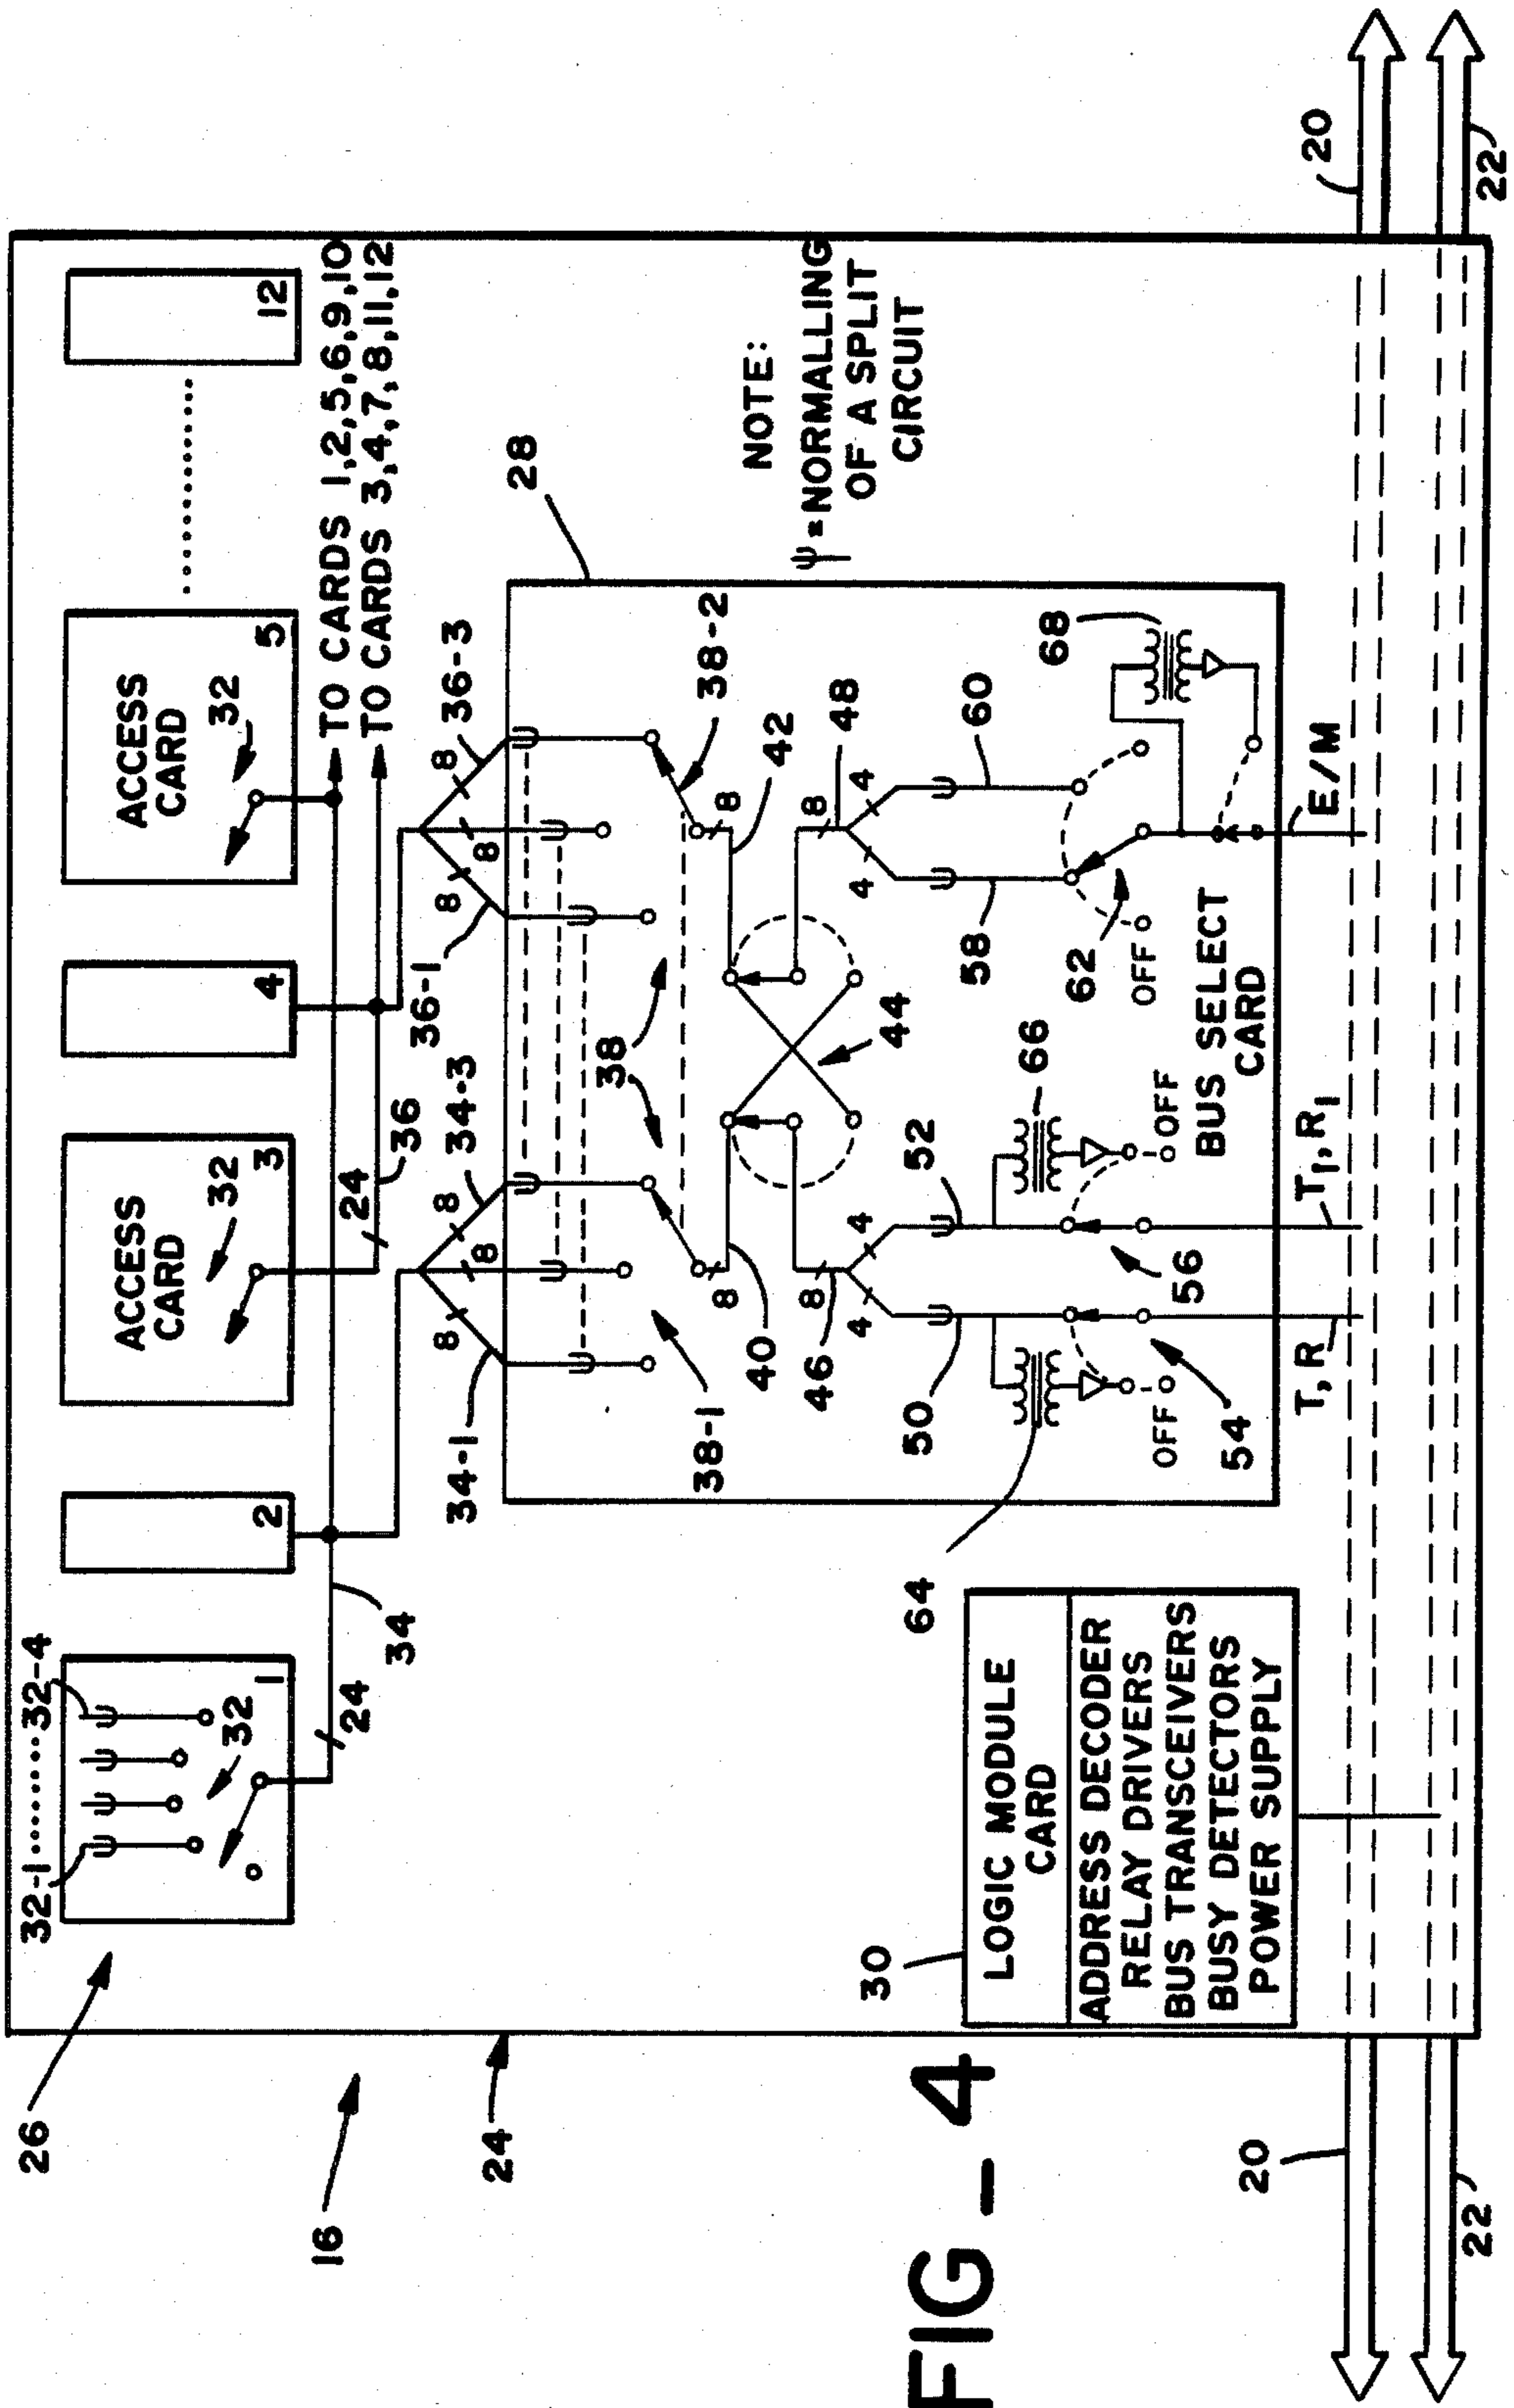 26
16
24
32-1........32-4
32
1
24
34
2
ACCESS
CARD
32
3
24
36
4
ACCESS
CARD
32
5
..........
12
TO CARDS 1,2,5,6,9,10
TO CARDS 3,4,7,8,11,12
34-1
8
8
8
34-3
36-1
8
8
8
36-3
28
38-1
38
38-2
8
8
40
42
44
46
8
48
8
4
4
4
4
50
52
58
60
NOTE:
=NORMALLING
OF A SPLIT
CIRCUIT
64
66
68
OFF
54
56
OFF
OFF
62
BUS SELECT
CARD
T, R
T1, R1
E/M
30
LOGIC MODULE
CARD
ADDRESS DECODER
RELAY DRIVERS
BUS TRANSCEIVERS
BUSY DETECTORS
POWER SUPPLY
20
22
20
22
FIG_4